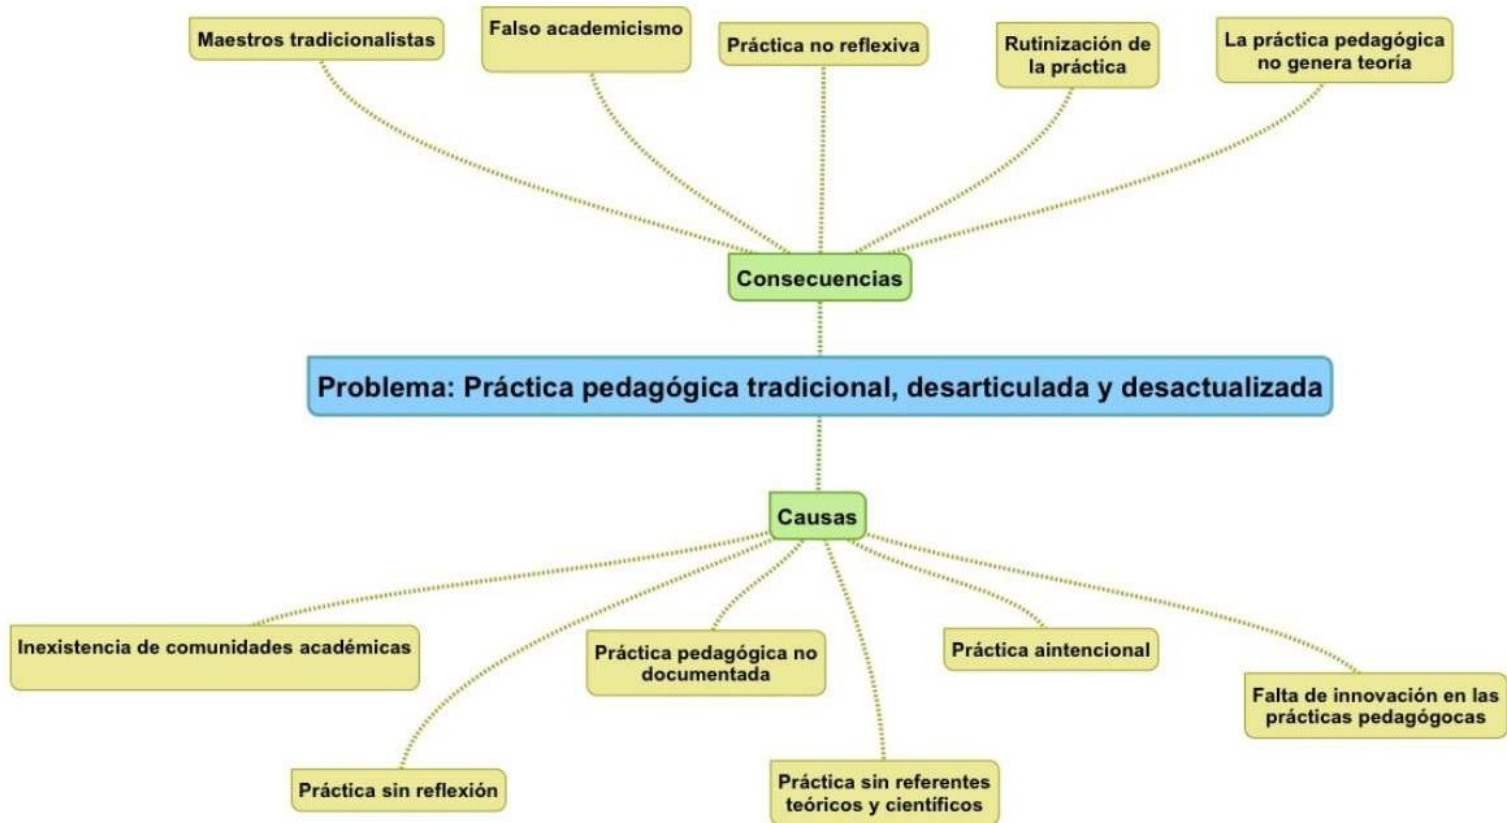 Maestros tradicionalistas
Falso academicismo
Práctica no reflexiva
Rutinización de
la práctica
La práctica pedagógica
no genera teoría
Consecuencias
Problema: Práctica pedagógica tradicional, desarticulada y desactualizada
Causas
Inexistencia de comunidades académicas
Práctica pedagógica no
documentada
Práctica aintencional
Falta de innovación en las
prácticas pedagógocas
Práctica sin reflexión
Práctica sin referentes
teóricos y científicos